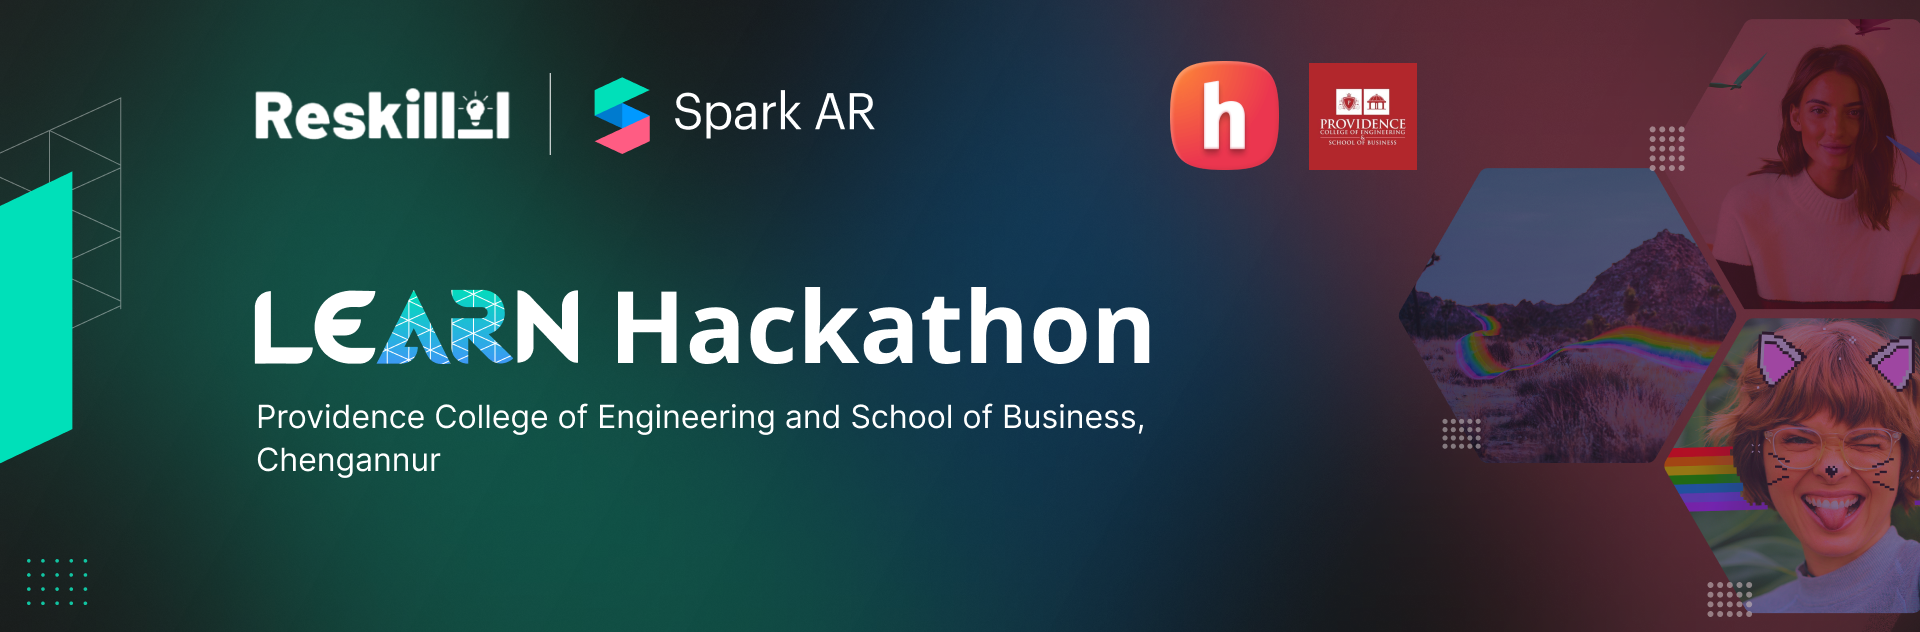 Reskilll
Spark AR
h
PROVIDENCE
COLLEGE OF ENGINEERING
&
SCHOOL OF BUSINESS
LEARN Hackathon
Providence College of Engineering and School of Business,
Chengannur